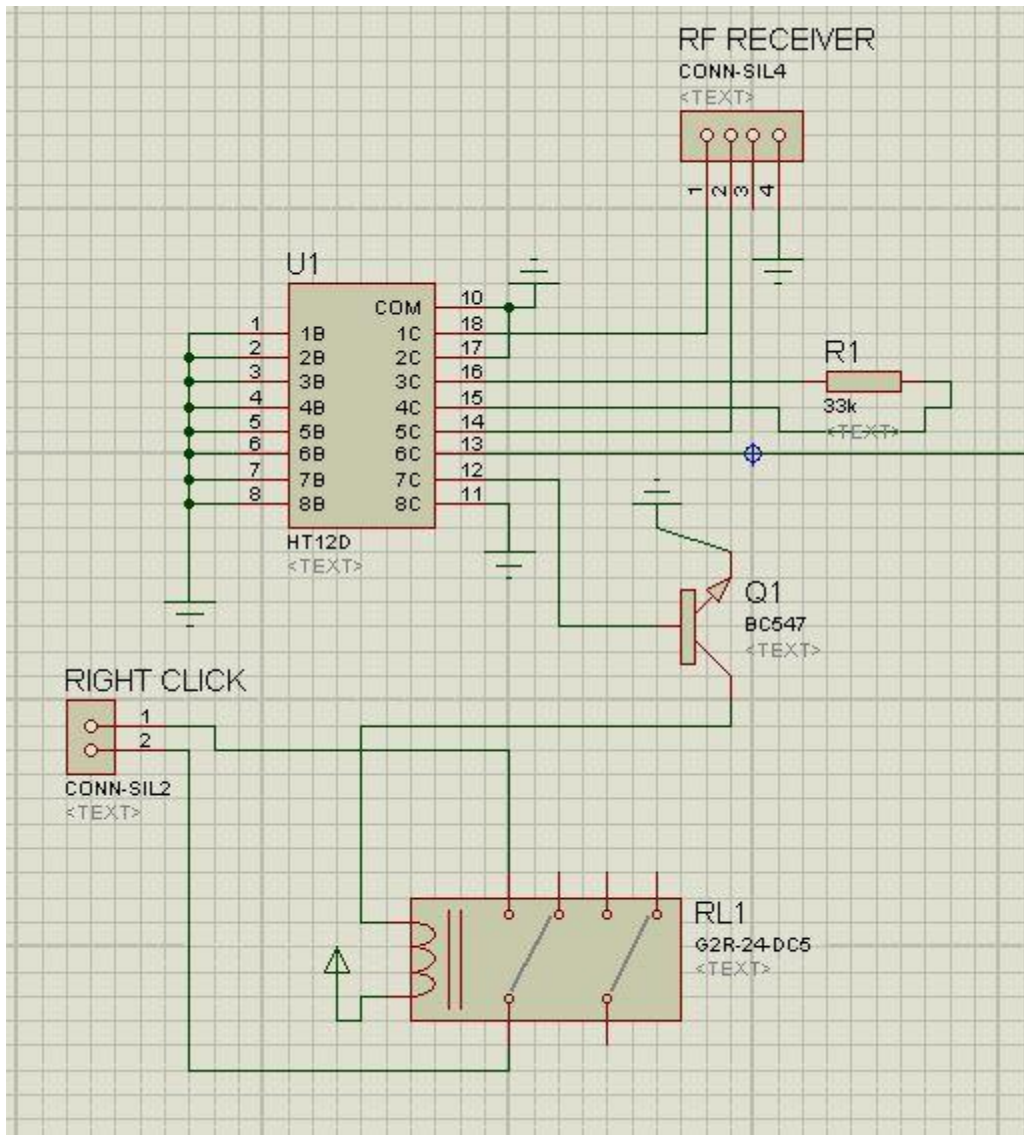 RF RECEIVER
CONN-SIL4
<TEXT>
1 2 3 4
U1
COM 10
1 1B 1C 18
2 2B 2C 17
3 3B 3C 16
4 4B 4C 15
5 5B 5C 14
6 6B 6C 13
7 7B 7C 12
8 8B 8C 11
HT12D
<TEXT>
R1
33k
<TEXT>
Q1
BC547
<TEXT>
RIGHT CLICK
1
2
CONN-SIL2
<TEXT>
RL1
G2R-24-DC5
<TEXT>